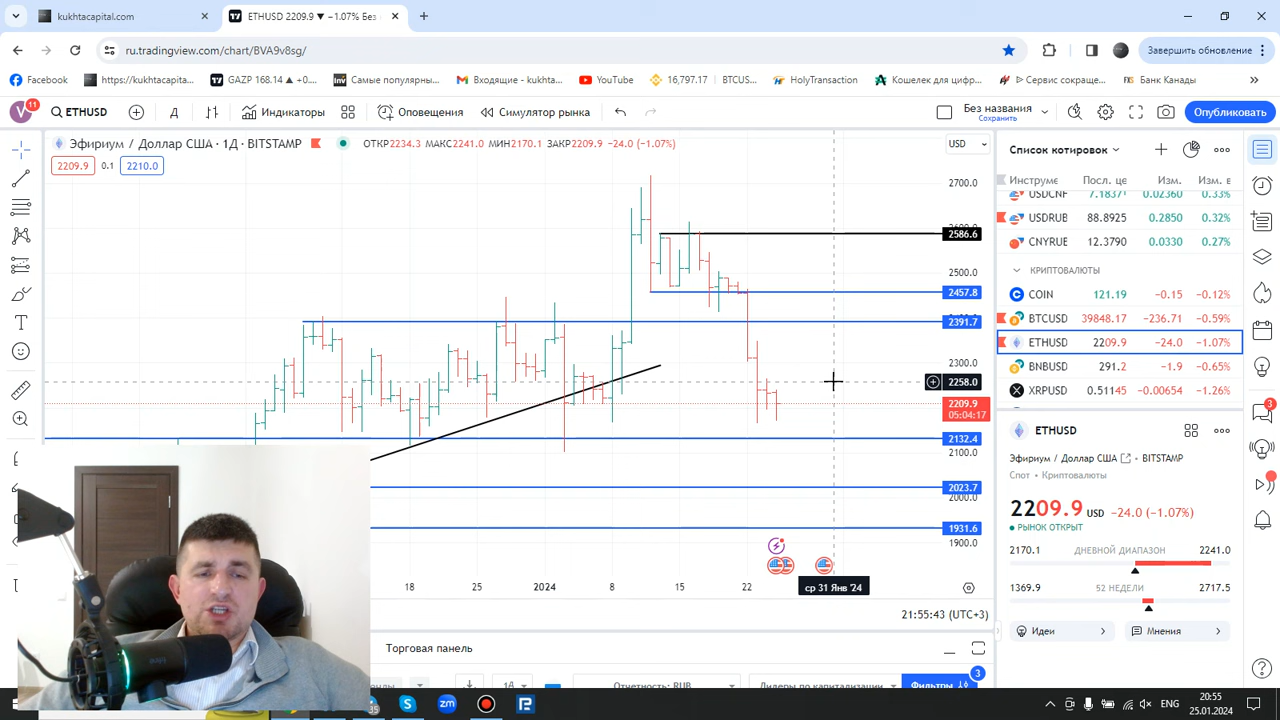 kukhtacapital.com
ETHUSD 2209.9 ▼ −1.07% Без
ru.tradingview.com/chart/BVA9v8sg/
Завершить обновление
Facebook
https://kukhtacapita...
GAZP 168.14 ▲ +0....
Самые популярны...
Входящие - kukhta...
YouTube
16,797.17 | BTCUS...
HolyTransaction
Кошелек для цифр...
Сервис сокраще...
Банк Канады
11
ETHUSD
Д
Индикаторы
Оповещения
Симулятор рынка
Без названия
Сохранить
Опубликовать
Эфириум / Доллар США · 1Д · BITSTAMP
ОТКР2234.3 МАКС2241.0 МИН2170.1 ЗАКР2209.9 −24.0 (−1.07%)
2209.9
0.1
2210.0
USD
2700.0
2586.6
2500.0
2457.8
2391.7
2300.0
2258.0
2209.9
05:04:17
2132.4
2100.0
2023.7
2000.0
1931.6
1900.0
18
25
2024
8
15
22
ср 31 Янв '24
21:55:43 (UTC+3)
Торговая панель
1д
Отчетность: RUB
Лидеры по капитализации
Фильтры
3
Список котировок
Инструме
Посл. це
Изм.
Изм. в
USDCNH 7.1837 0.02360 0.33%
USDRUB 88.8925 0.2850 0.32%
CNYRUB 12.3790 0.0330 0.27%
КРИПТОВАЛЮТЫ
COIN 121.19 −0.15 −0.12%
BTCUSD 39848.17 −236.71 −0.59%
ETHUSD 2209.9 −24.0 −1.07%
BNBUSD 291.2 −1.9 −0.65%
XRPUSD 0.51145 −0.00654 −1.26%
ETHUSD
Эфириум / Доллар США
BITSTAMP
Спот • Криптовалюты
2209.9 USD −24.0 (−1.07%)
РЫНОК ОТКРЫТ
2170.1 ДНЕВНОЙ ДИАПАЗОН 2241.0
1369.9 52 НЕДЕЛИ 2717.5
Идеи
Мнения
3
20:55
25.01.2024